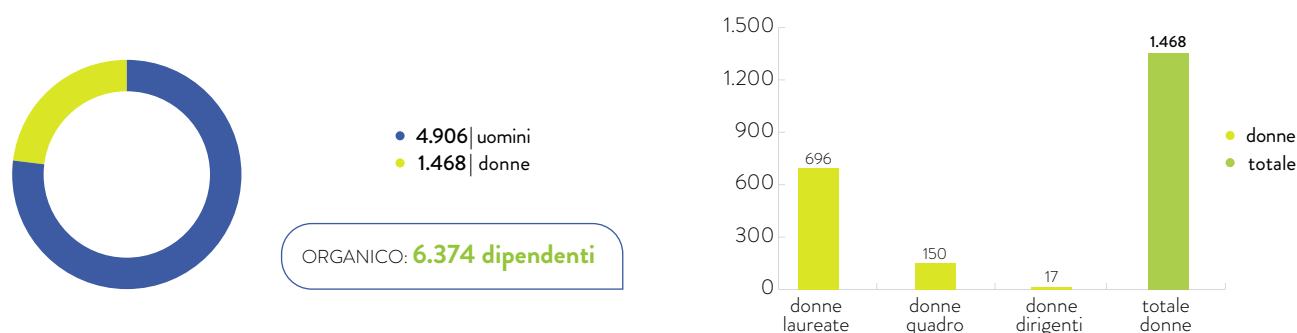 4.906| uomini
1.468| donne
ORGANICO: 6.374 dipendenti
1.500
1.200
900
600
300
0
696
150
17
1.468
donne laureate
donne quadro
donne dirigenti
totale donne
donne
totale